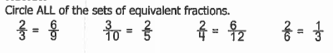 Circle ALL of the sets of equivalent fractions.
2/3 = 6/9 3/10 = 2/5 2/4 = 6/12 2/6 = 1/3